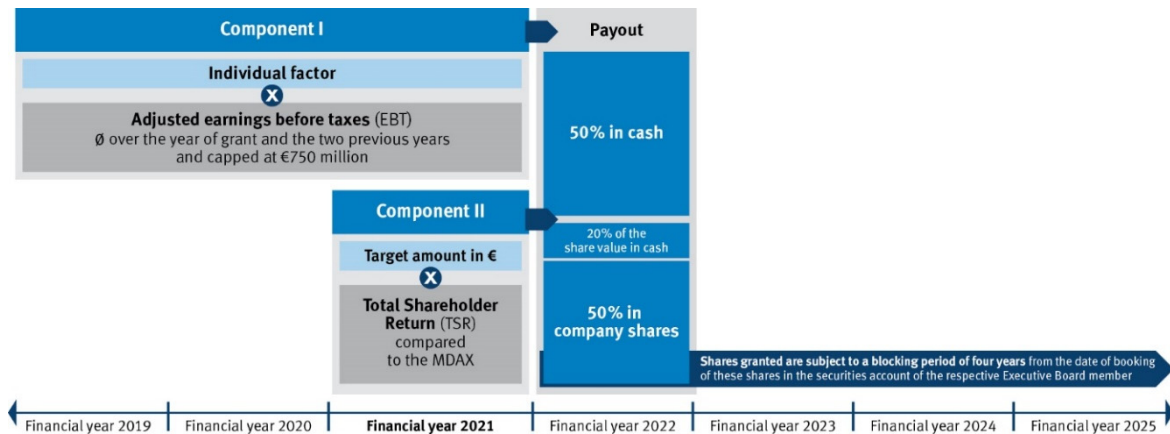 Component I
Individual factor
X
Adjusted earnings before taxes (EBT)
Ø over the year of grant and the two previous years
and capped at €750 million
Component II
Target amount in €
X
Total Shareholder
Return (TSR)
compared
to the MDAX
Payout
50% in cash
20% of the
share value in cash
50% in
company shares
Shares granted are subject to a blocking period of four years from the date of booking
of these shares in the securities account of the respective Executive Board member
Financial year 2019
Financial year 2020
Financial year 2021
Financial year 2022
Financial year 2023
Financial year 2024
Financial year 2025